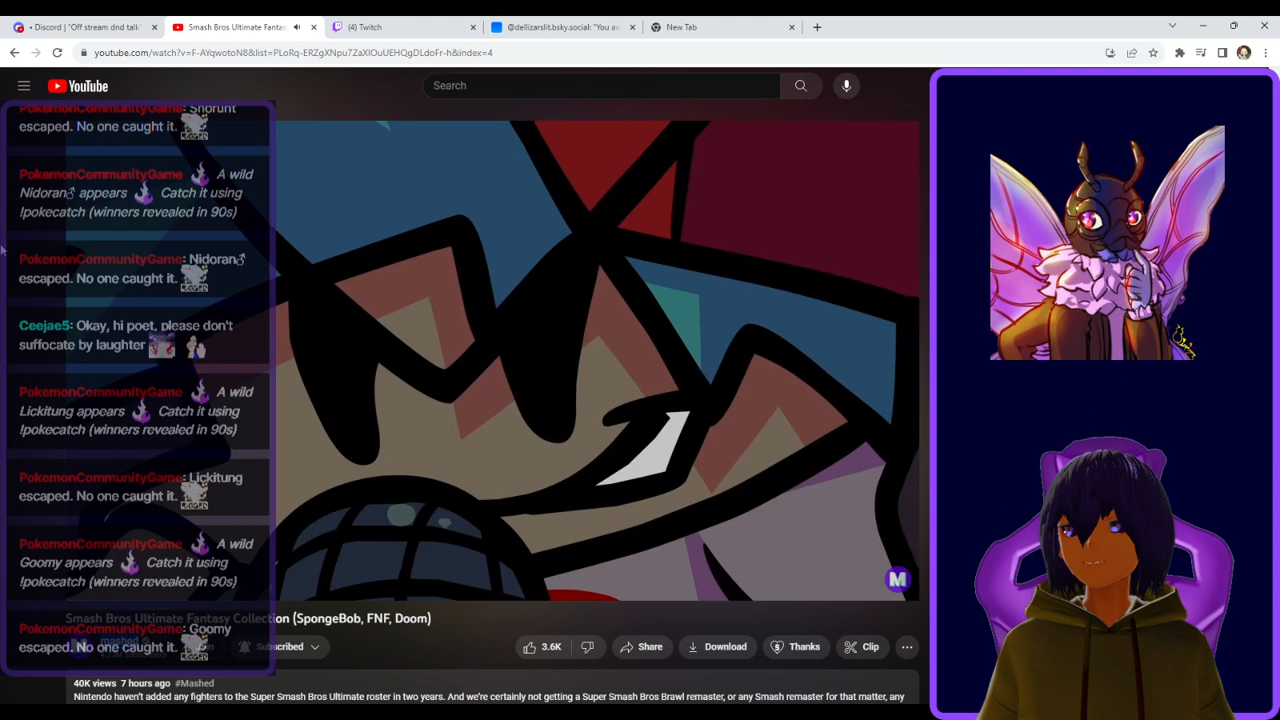 • Discord | "Off stream dnd talk"
Smash Bros Ultimate Fantas
(4) Twitch
@dellizarslit.bsky.social: "You aw
New Tab
youtube.com/watch?v=F-AYqwotoN8&list=PLoRq-ERZgXNpu7ZaXlOuUEHQgDLdoFr-h&index=4
YouTube
Search
PokemonCommunityGame: Snorunt
escaped. No one caught it.
PokemonCommunityGame A wild
Nidoran♂ appears Catch it using
!pokecatch (winners revealed in 90s)
PokemonCommunityGame: Nidoran♂
escaped. No one caught it.
Ceejae5: Okay, hi poet, please don't
suffocate by laughter
PokemonCommunityGame A wild
Lickitung appears Catch it using
!pokecatch (winners revealed in 90s)
PokemonCommunityGame: Lickitung
escaped. No one caught it.
PokemonCommunityGame A wild
Goomy appears Catch it using
!pokecatch (winners revealed in 90s)
PokemonCommunityGame: Goomy
escaped. No one caught it.
M
Smash Bros Ultimate Fantasy Collection (SpongeBob, FNF, Doom)
mashed
Subscribed
3.6K
Share
Download
Thanks
Clip
40K views 7 hours ago #Mashed
Nintendo haven't added any fighters to the Super Smash Bros Ultimate roster in two years. And we're certainly not getting a Super Smash Bros Brawl remaster, or any Smash remaster for that matter, any